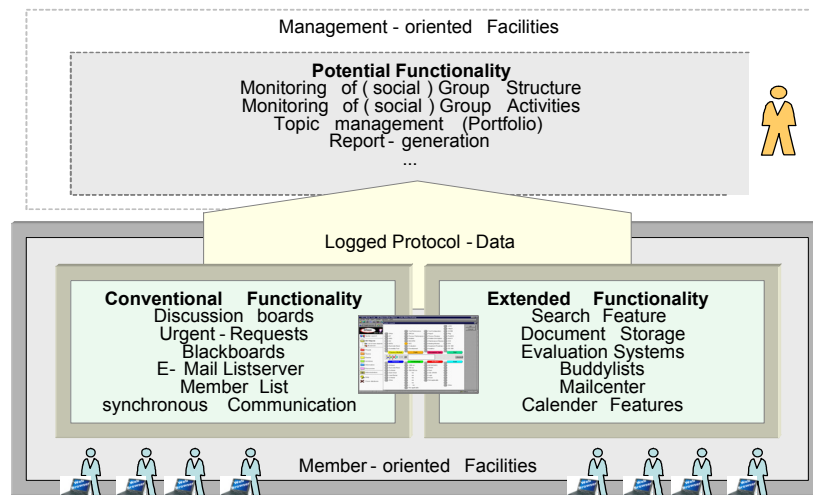 Management - oriented Facilities
Potential Functionality
Monitoring of ( social ) Group Structure
Monitoring of ( social ) Group Activities
Topic management (Portfolio)
Report - generation
...
Logged Protocol - Data
Conventional Functionality
Discussion boards
Urgent - Requests
Blackboards
E- Mail Listserver
Member List
synchronous Communication
Extended Functionality
Search Feature
Document Storage
Evaluation Systems
Buddylists
Mailcenter
Calender Features
Member - oriented Facilities